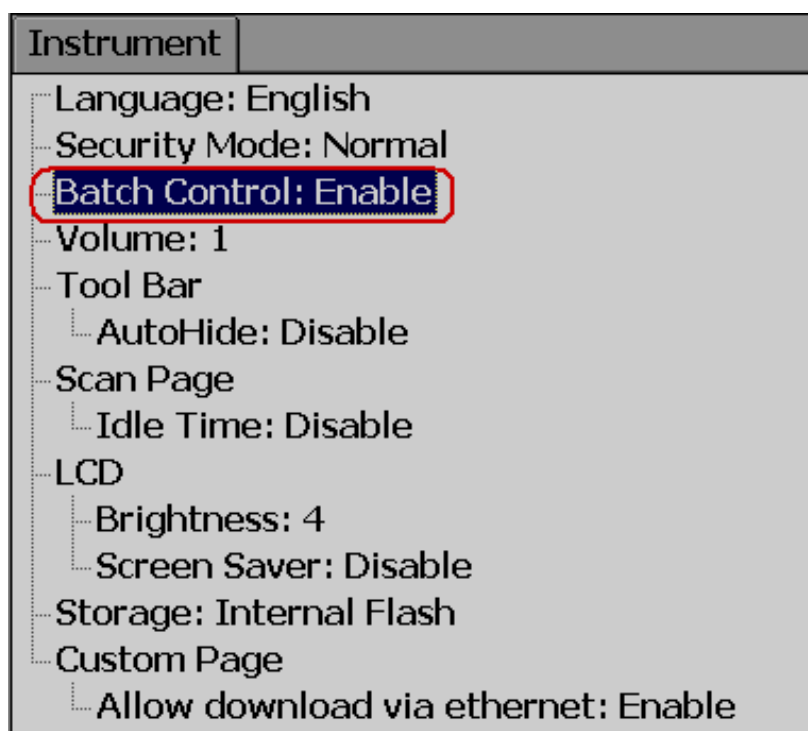 Instrument
Language: English
Security Mode: Normal
Batch Control: Enable
Volume: 1
Tool Bar
AutoHide: Disable
Scan Page
Idle Time: Disable
LCD
Brightness: 4
Screen Saver: Disable
Storage: Internal Flash
Custom Page
Allow download via ethernet: Enable